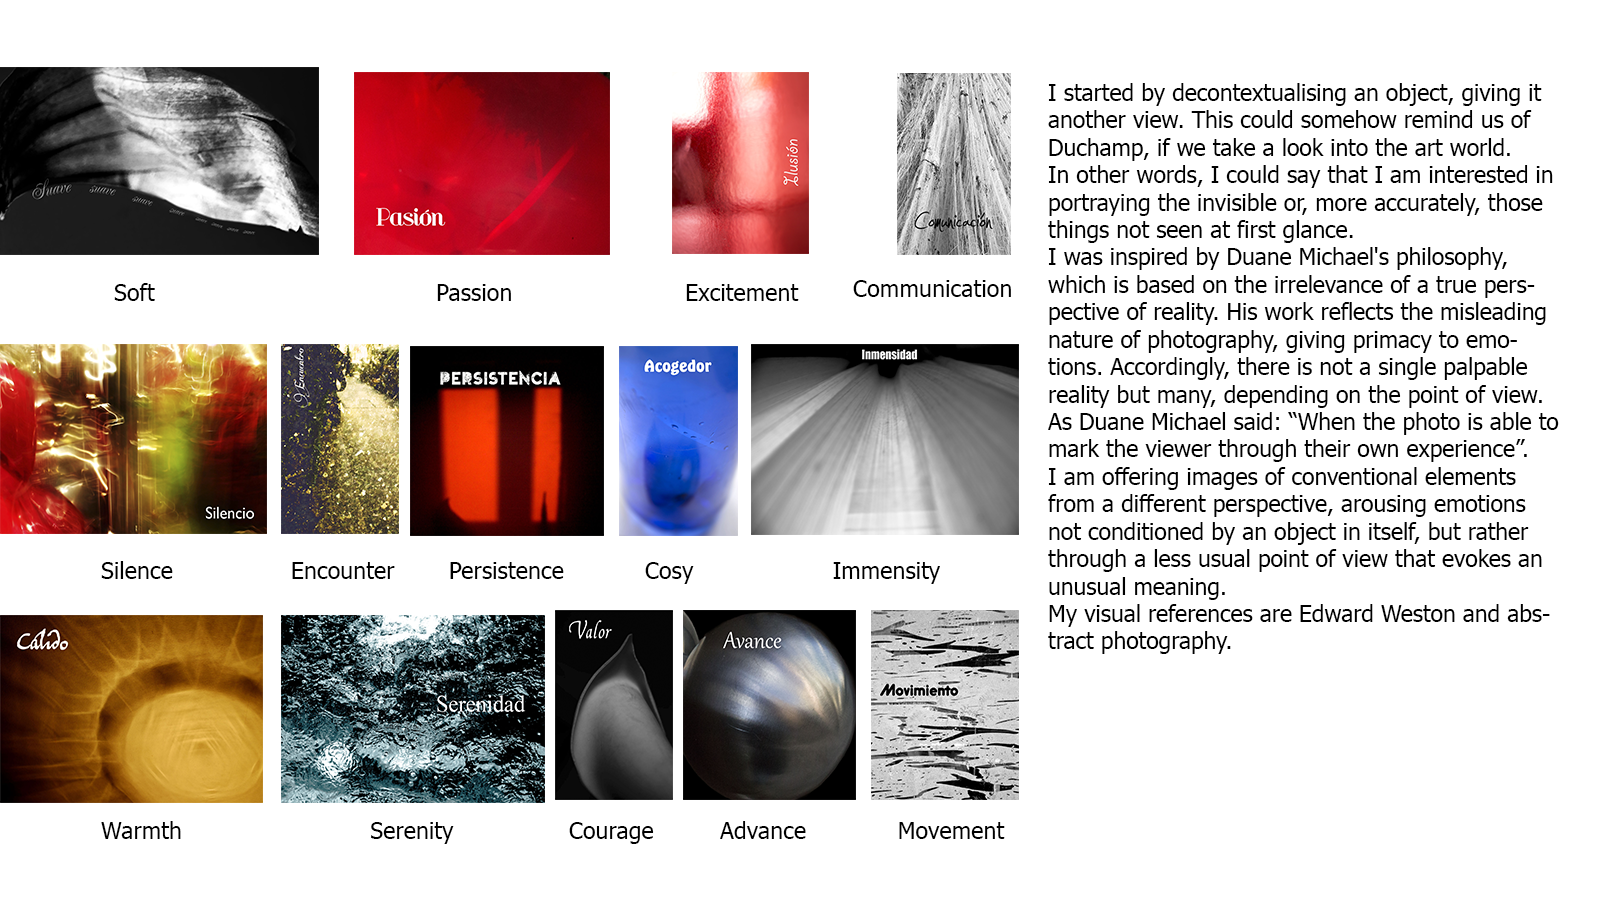 Suave suave suave suave
Pasión
Ilusión
Comunicación
Soft
Passion
Excitement
Communication
Silencio
Encuentro
PERSISTENCIA
Acogedor
Inmensidad
Silence
Encounter
Persistence
Cosy
Immensity
Cálido
Serenidad
Valor
Avance
Movimiento
Warmth
Serenity
Courage
Advance
Movement
I started by decontextualising an object, giving it
another view. This could somehow remind us of
Duchamp, if we take a look into the art world.
In other words, I could say that I am interested in
portraying the invisible or, more accurately, those
things not seen at first glance.
I was inspired by Duane Michael's philosophy,
which is based on the irrelevance of a true pers-
pective of reality. His work reflects the misleading
nature of photography, giving primacy to emo-
tions. Accordingly, there is not a single palpable
reality but many, depending on the point of view.
As Duane Michael said: “When the photo is able to
mark the viewer through their own experience”.
I am offering images of conventional elements
from a different perspective, arousing emotions
not conditioned by an object in itself, but rather
through a less usual point of view that evokes an
unusual meaning.
My visual references are Edward Weston and abs-
tract photography.